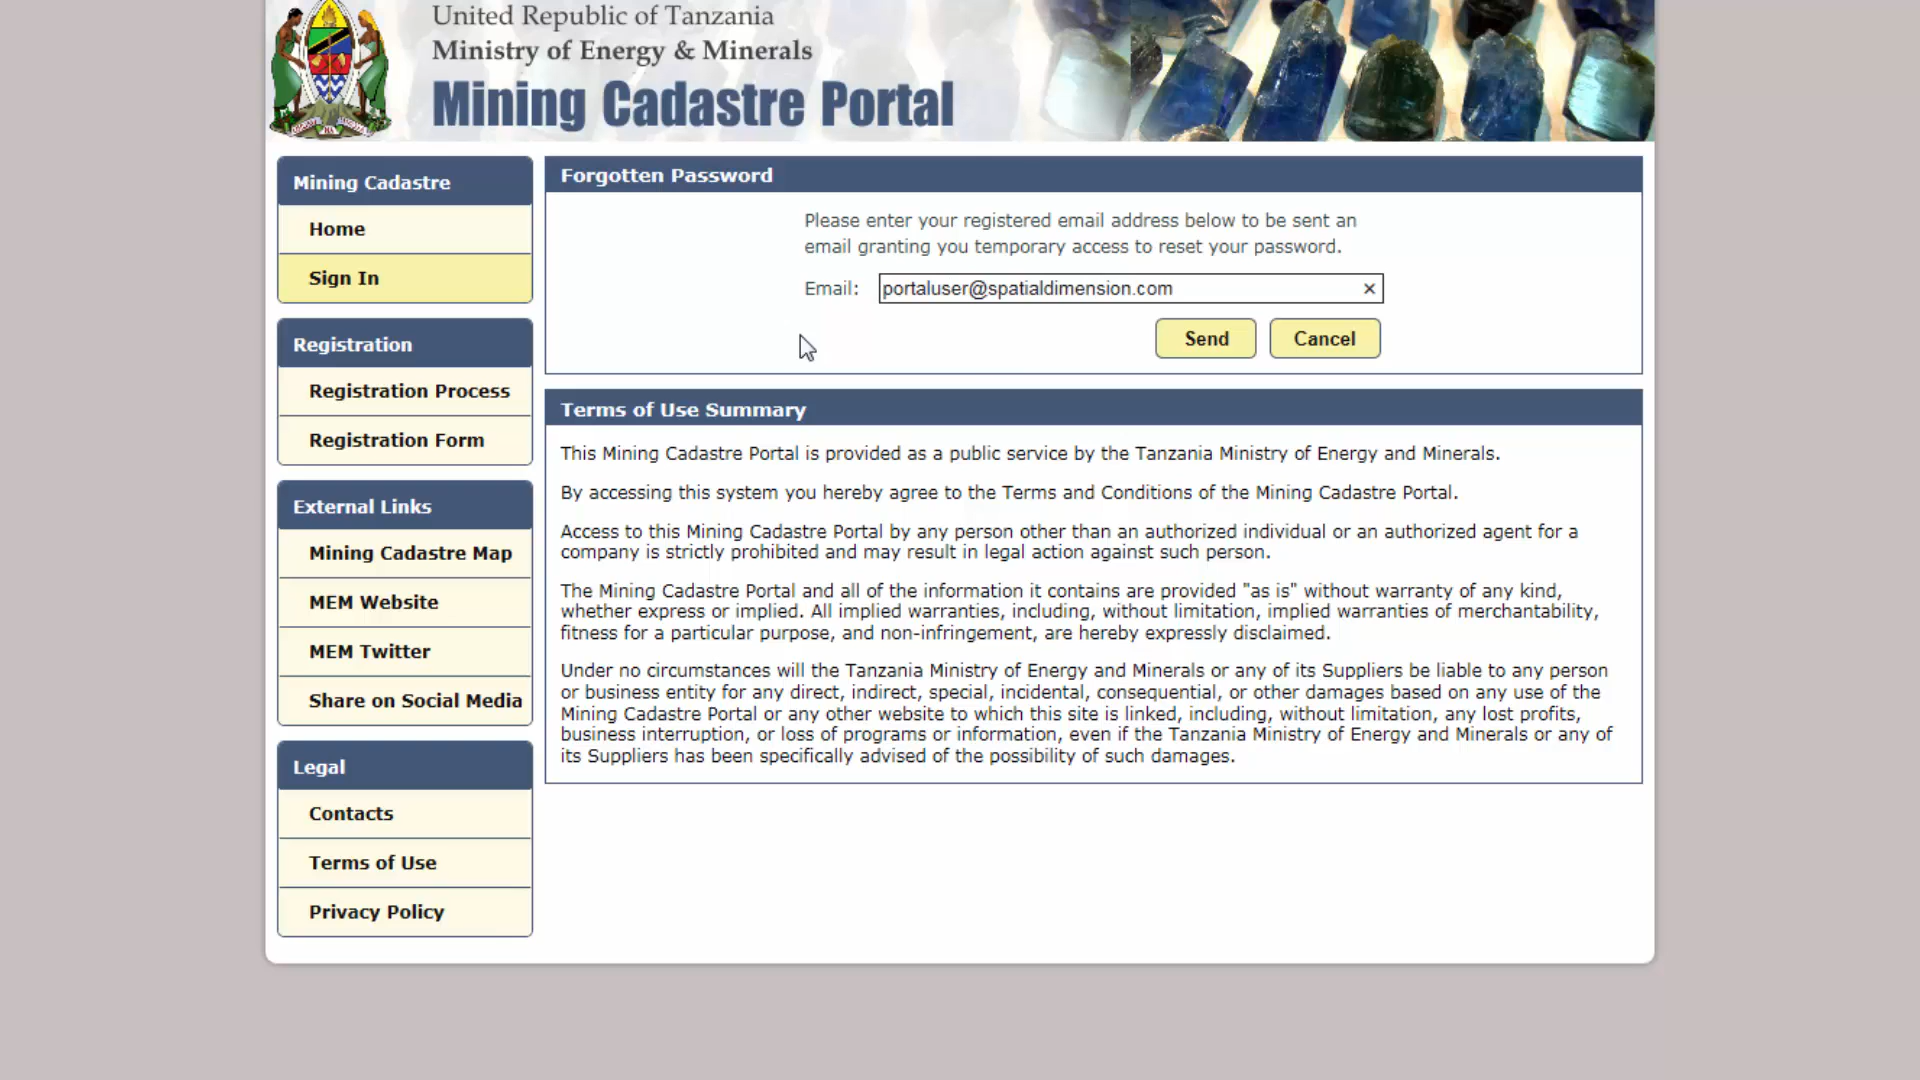 United Republic of Tanzania
Ministry of Energy & Minerals
Mining Cadastre Portal
Mining Cadastre
Home
Sign In
Registration
Registration Process
Registration Form
External Links
Mining Cadastre Map
MEM Website
MEM Twitter
Share on Social Media
Legal
Contacts
Terms of Use
Privacy Policy
Forgotten Password
Please enter your registered email address below to be sent an
email granting you temporary access to reset your password.
Email: portaluser@spatialdimension.com ×
Send Cancel
Terms of Use Summary
This Mining Cadastre Portal is provided as a public service by the Tanzania Ministry of Energy and Minerals.
By accessing this system you hereby agree to the Terms and Conditions of the Mining Cadastre Portal.
Access to this Mining Cadastre Portal by any person other than an authorized individual or an authorized agent for a
company is strictly prohibited and may result in legal action against such person.
The Mining Cadastre Portal and all of the information it contains are provided "as is" without warranty of any kind,
whether express or implied. All implied warranties, including, without limitation, implied warranties of merchantability,
fitness for a particular purpose, and non-infringement, are hereby expressly disclaimed.
Under no circumstances will the Tanzania Ministry of Energy and Minerals or any of its Suppliers be liable to any person
or business entity for any direct, indirect, special, incidental, consequential, or other damages based on any use of the
Mining Cadastre Portal or any other website to which this site is linked, including, without limitation, any lost profits,
business interruption, or loss of programs or information, even if the Tanzania Ministry of Energy and Minerals or any of
its Suppliers has been specifically advised of the possibility of such damages.